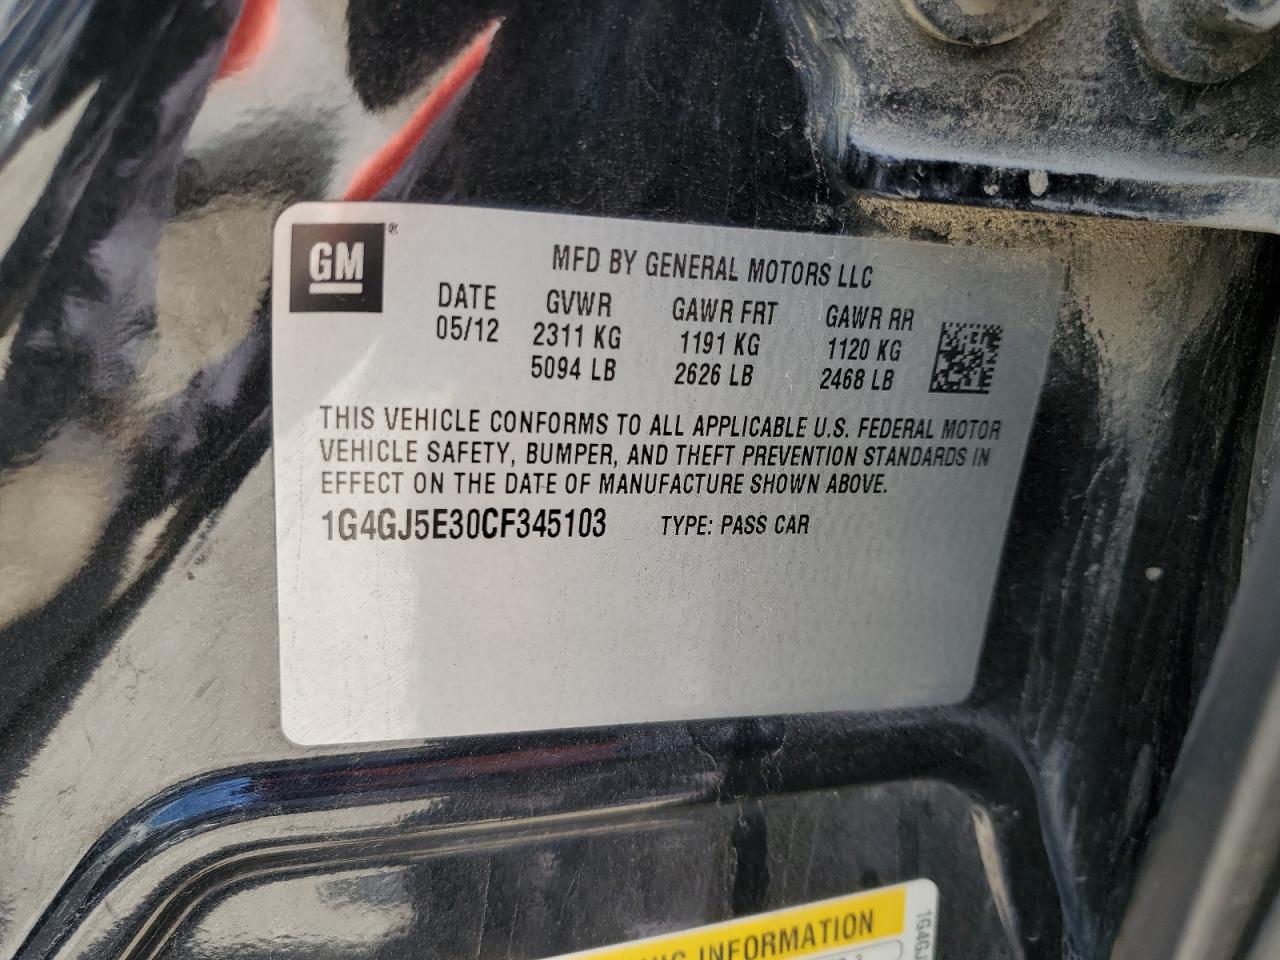 GM ®
MFD BY GENERAL MOTORS LLC
DATE GVWR GAWR FRT GAWR RR
05/12 2311 KG 1191 KG 1120 KG
5094 LB 2626 LB 2468 LB
THIS VEHICLE CONFORMS TO ALL APPLICABLE U.S. FEDERAL MOTOR
VEHICLE SAFETY, BUMPER, AND THEFT PREVENTION STANDARDS IN
EFFECT ON THE DATE OF MANUFACTURE SHOWN ABOVE.
1G4GJ5E30CF345103 TYPE: PASS CAR
INFORMATION
1G4GJ